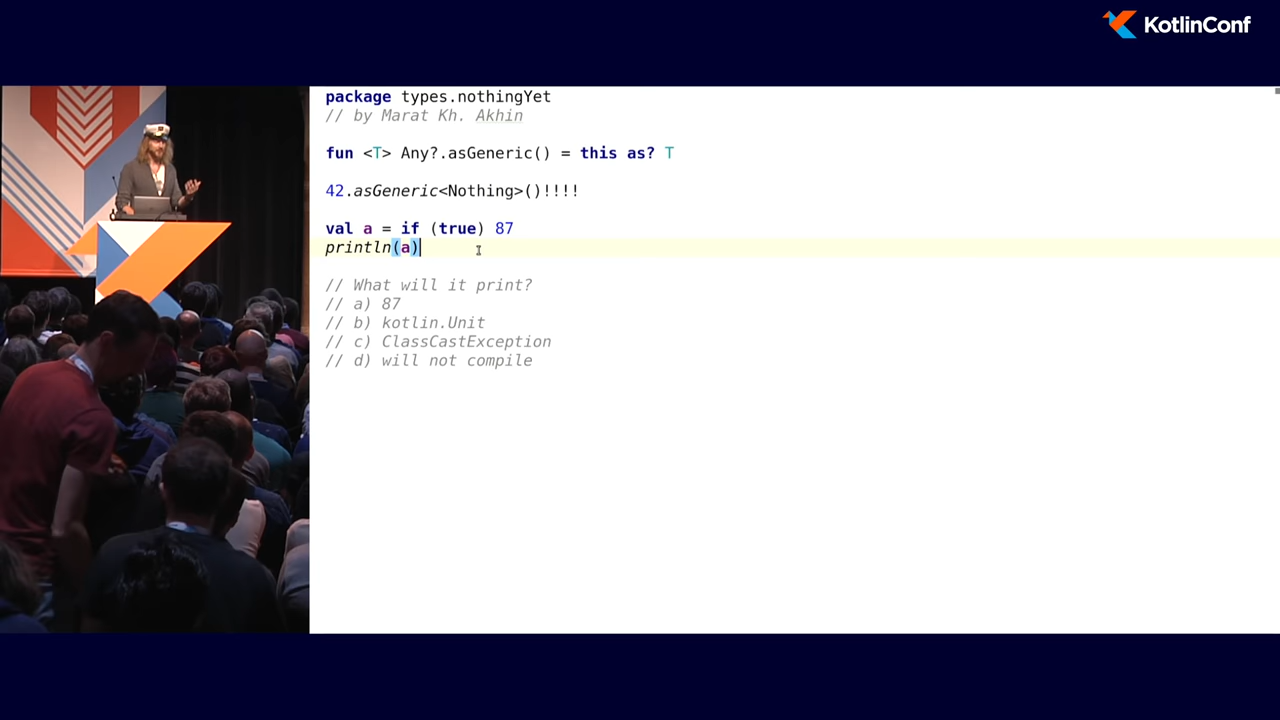 KotlinConf
package types.nothingYet
// by Marat Kh. Akhin
fun <T> Any?.asGeneric() = this as? T
42.asGeneric<Nothing>()!!!!
val a = if (true) 87
println(a)
// What will it print?
// a) 87
// b) kotlin.Unit
// c) ClassCastException
// d) will not compile